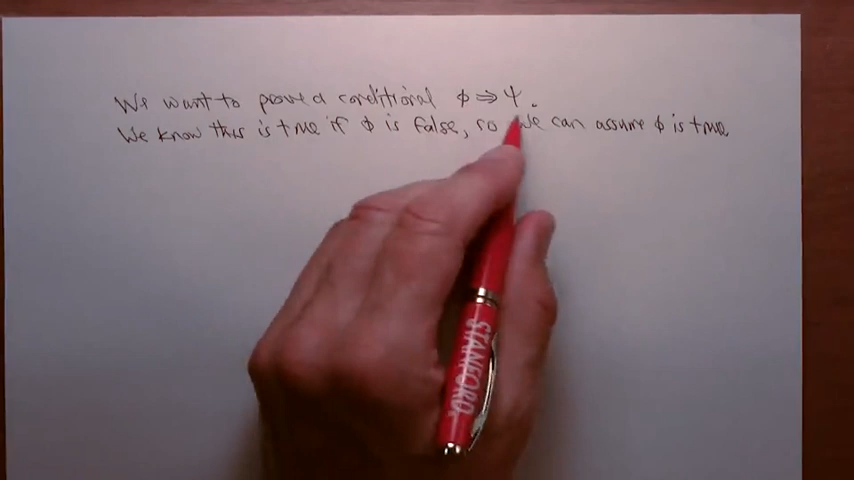 We want to prove a conditional φ ⇒ ψ.
We know this is true if φ is false, so we can assume φ is true
STANFORD